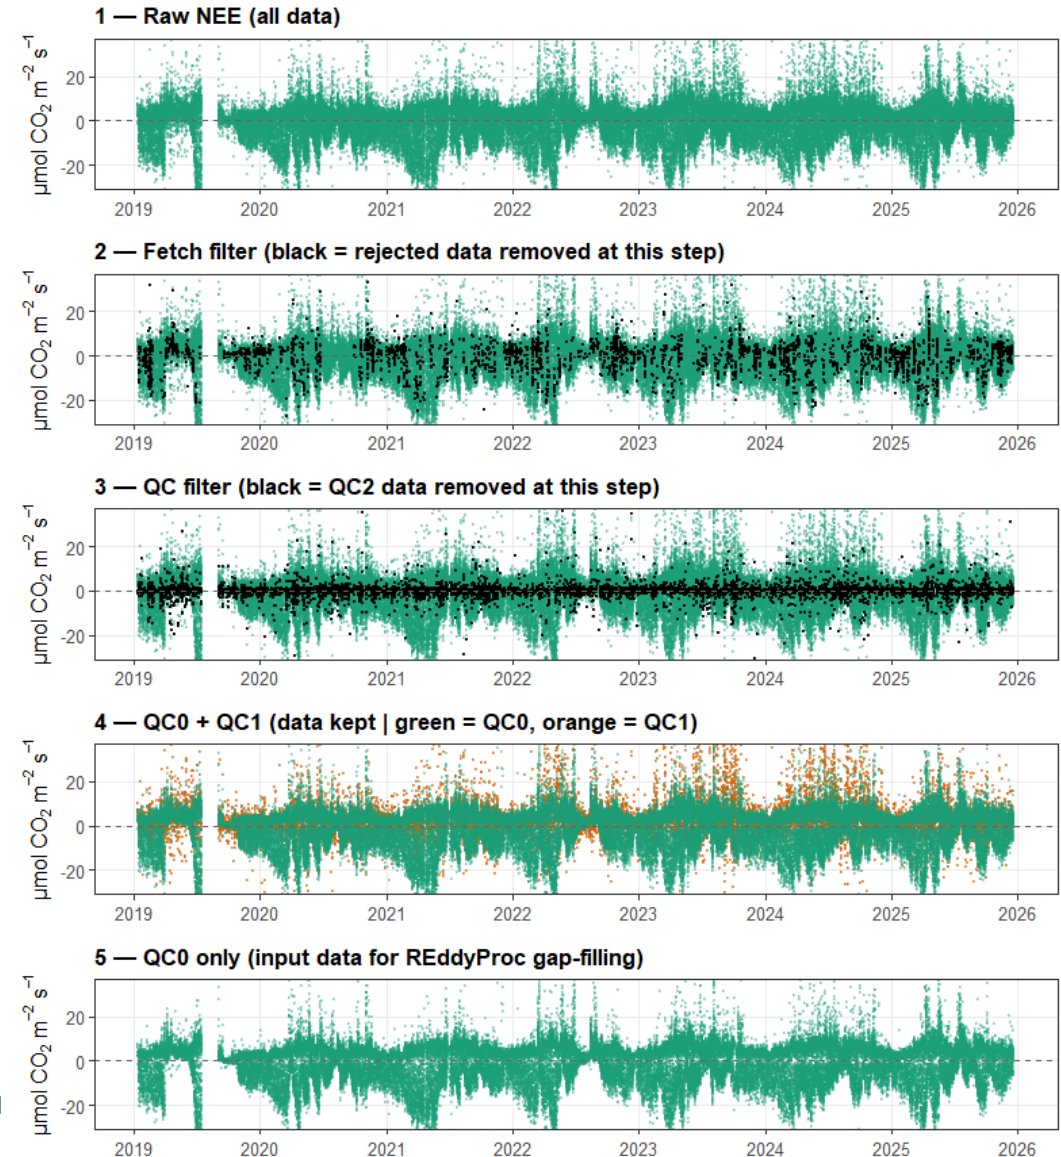 1 — Raw NEE (all data)
µmol CO₂ m⁻² s⁻¹
20
0
-20
2019 2020 2021 2022 2023 2024 2025 2026
2 — Fetch filter (black = rejected data removed at this step)
µmol CO₂ m⁻² s⁻¹
20
0
-20
2019 2020 2021 2022 2023 2024 2025 2026
3 — QC filter (black = QC2 data removed at this step)
µmol CO₂ m⁻² s⁻¹
20
0
-20
2019 2020 2021 2022 2023 2024 2025 2026
4 — QC0 + QC1 (data kept | green = QC0, orange = QC1)
µmol CO₂ m⁻² s⁻¹
20
0
-20
2019 2020 2021 2022 2023 2024 2025 2026
5 — QC0 only (input data for REddyProc gap-filling)
µmol CO₂ m⁻² s⁻¹
20
0
-20
2019 2020 2021 2022 2023 2024 2025 2026